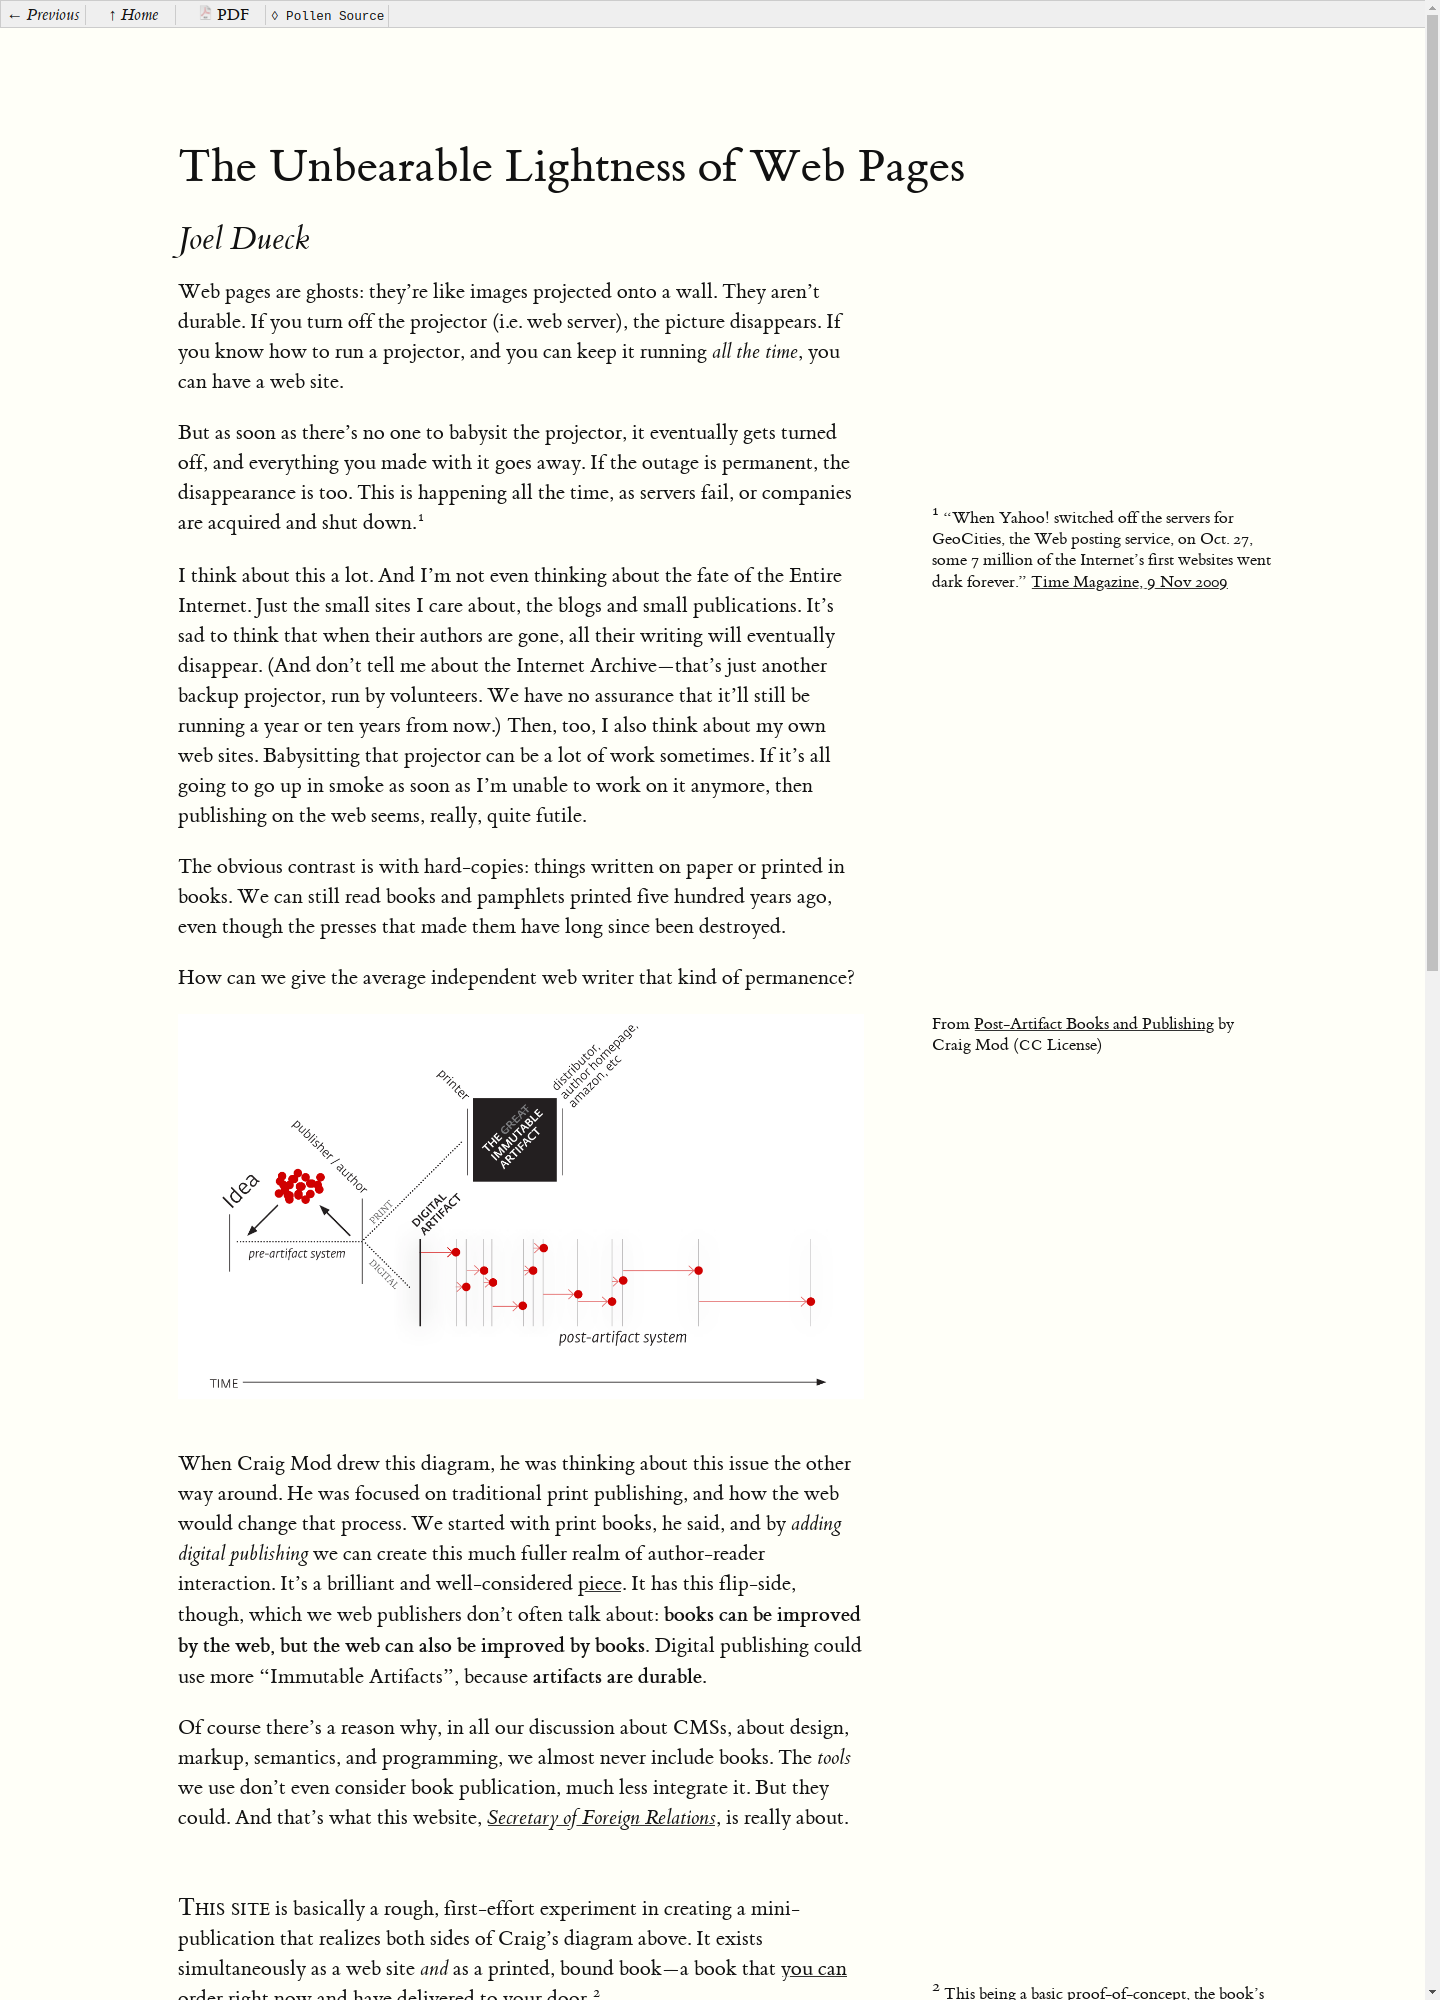 ← Previous
↑ Home
PDF
◊ Pollen Source
The Unbearable Lightness of Web Pages
Joel Dueck
Web pages are ghosts: they’re like images projected onto a wall. They aren’t
durable. If you turn off the projector (i.e. web server), the picture disappears. If
you know how to run a projector, and you can keep it running all the time, you
can have a web site.
But as soon as there’s no one to babysit the projector, it eventually gets turned
off, and everything you made with it goes away. If the outage is permanent, the
disappearance is too. This is happening all the time, as servers fail, or companies
are acquired and shut down.¹
¹ “When Yahoo! switched off the servers for
GeoCities, the Web posting service, on Oct. 27,
some 7 million of the Internet’s first websites went
dark forever.” Time Magazine, 9 Nov 2009
I think about this a lot. And I’m not even thinking about the fate of the Entire
Internet. Just the small sites I care about, the blogs and small publications. It’s
sad to think that when their authors are gone, all their writing will eventually
disappear. (And don’t tell me about the Internet Archive—that’s just another
backup projector, run by volunteers. We have no assurance that it’ll still be
running a year or ten years from now.) Then, too, I also think about my own
web sites. Babysitting that projector can be a lot of work sometimes. If it’s all
going to go up in smoke as soon as I’m unable to work on it anymore, then
publishing on the web seems, really, quite futile.
The obvious contrast is with hard-copies: things written on paper or printed in
books. We can still read books and pamphlets printed five hundred years ago,
even though the presses that made them have long since been destroyed.
How can we give the average independent web writer that kind of permanence?
From Post-Artifact Books and Publishing by
Craig Mod (CC License)
Idea
publisher / author
pre-artifact system
PRINT
DIGITAL
printer
THE GREAT
IMMUTABLE
ARTIFACT
distributor,
author homepage,
amazon, etc
DIGITAL
ARTIFACT
post-artifact system
TIME
When Craig Mod drew this diagram, he was thinking about this issue the other
way around. He was focused on traditional print publishing, and how the web
would change that process. We started with print books, he said, and by adding
digital publishing we can create this much fuller realm of author-reader
interaction. It’s a brilliant and well-considered piece. It has this flip-side,
though, which we web publishers don’t often talk about: books can be improved
by the web, but the web can also be improved by books. Digital publishing could
use more “Immutable Artifacts”, because artifacts are durable.
Of course there’s a reason why, in all our discussion about CMSs, about design,
markup, semantics, and programming, we almost never include books. The tools
we use don’t even consider book publication, much less integrate it. But they
could. And that’s what this website, Secretary of Foreign Relations, is really about.
This site is basically a rough, first-effort experiment in creating a mini-
publication that realizes both sides of Craig’s diagram above. It exists
simultaneously as a web site and as a printed, bound book—a book that you can
order right now and have delivered to your door.²
² This being a basic proof-of-concept, the book’s